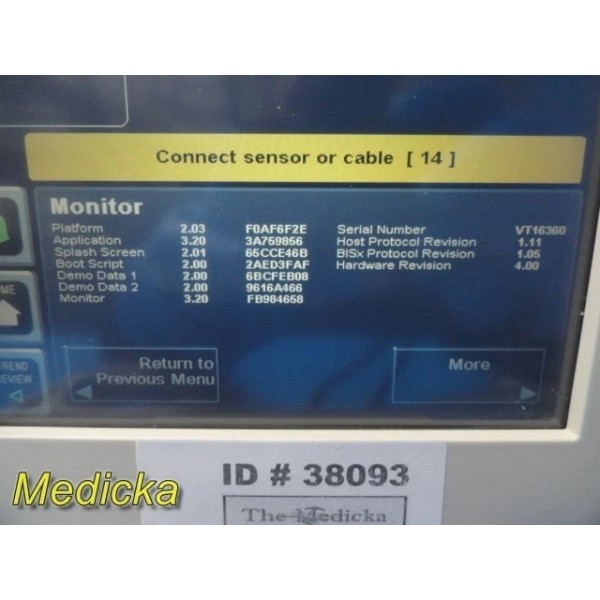 Connect sensor or cable [ 14 ]
Monitor
Platform 2.03 F0AF6F2E Serial Number VT16360
Application 3.20 3A759856 Host Protocol Revision 1.11
Splash Screen 2.01 65CCE46B BISx Protocol Revision 1.05
Boot Script 2.00 2AED3FAF Hardware Revision 4.00
Demo Data 1 2.00 6BCFEB08
Demo Data 2 2.00 9616A466
Monitor 3.20 FB984658
ME
TREND
REVIEW
Return to
Previous Menu
More
ID # 38093
The Medicka
Medicka